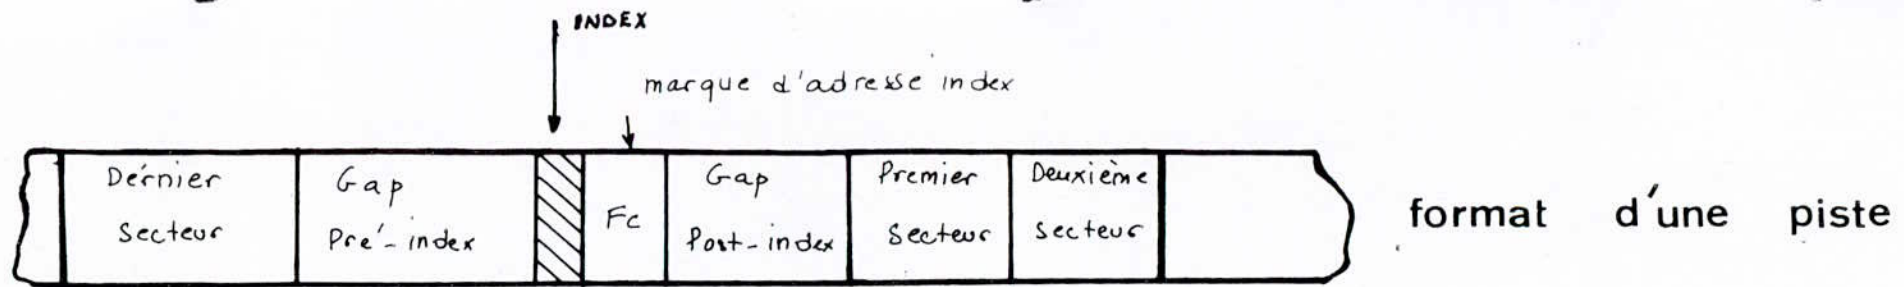 INDEX
marque d'adresse index
Dérnier
Secteur
Gap
Pré-index
Fc
Gap
Post-index
Premier
Secteur
Deuxième
Secteur
format d'une piste